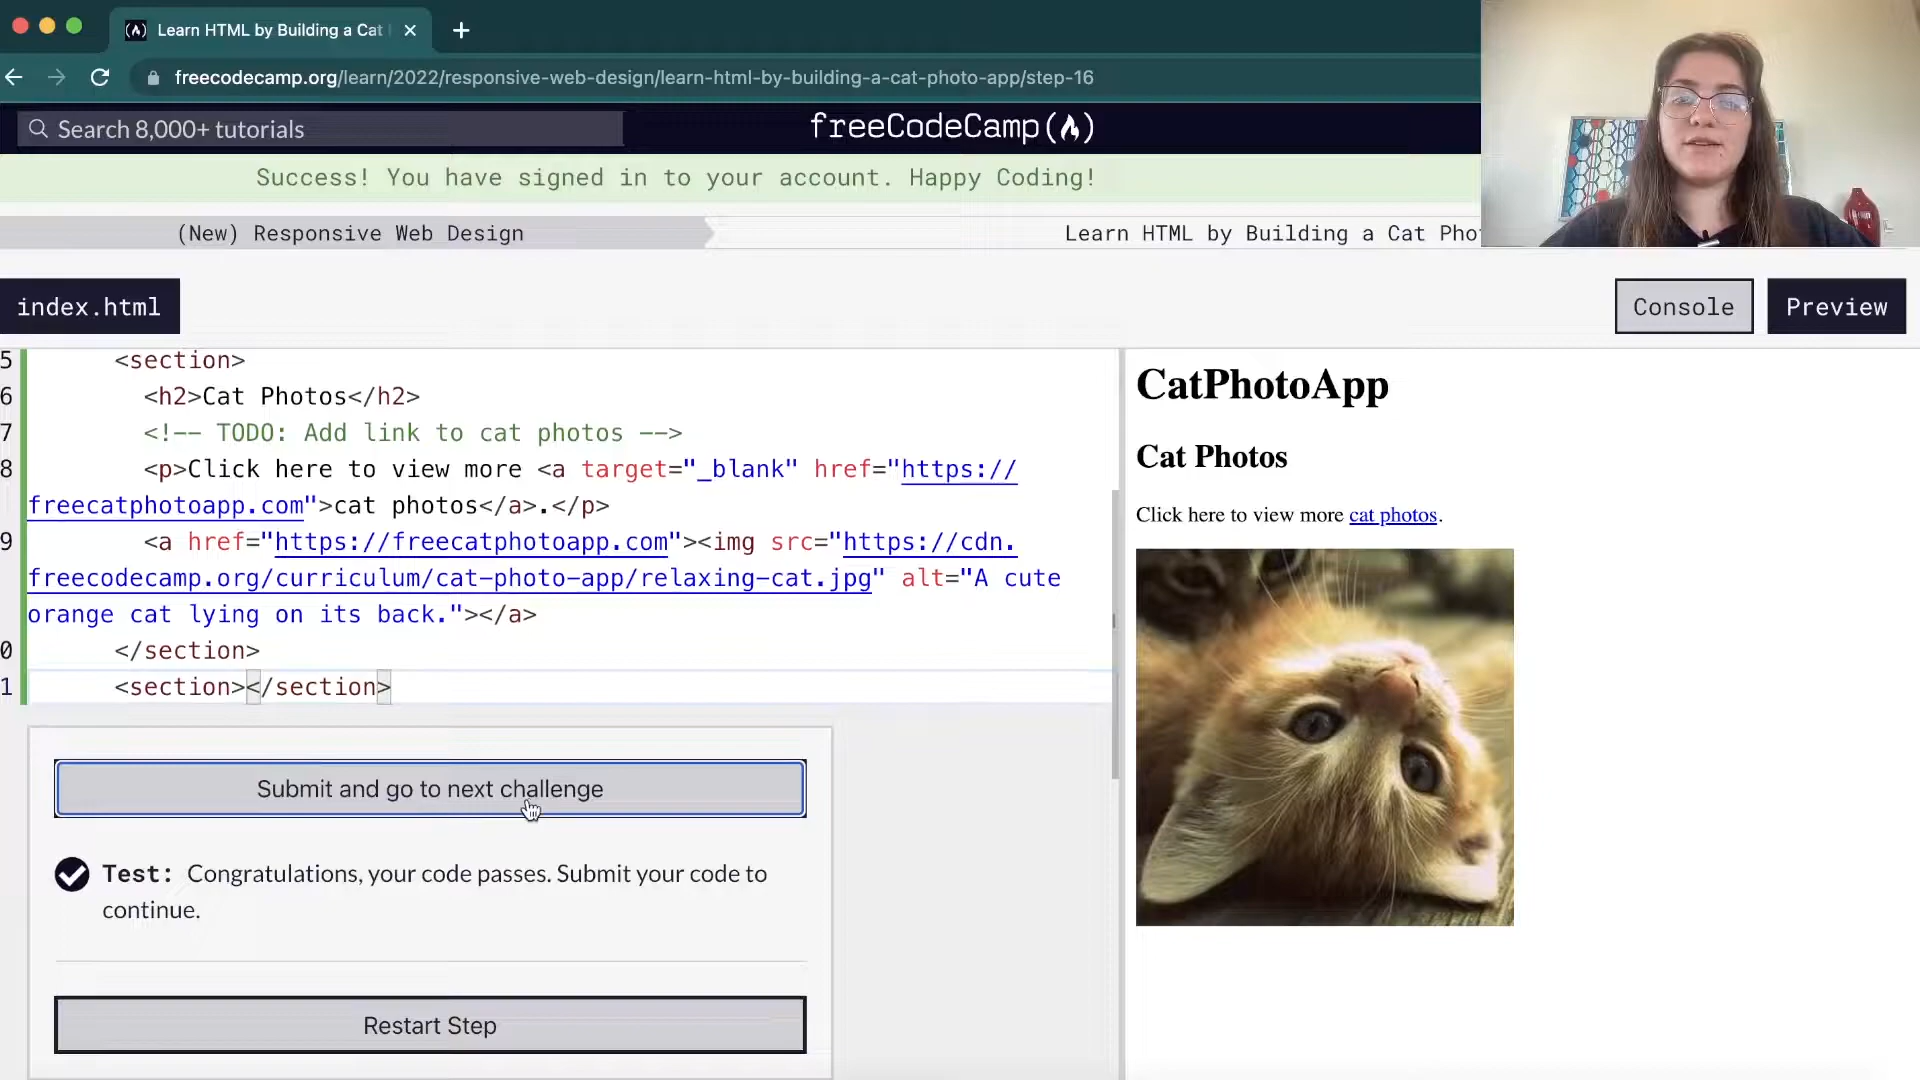 Learn HTML by Building a Cat
freecodecamp.org/learn/2022/responsive-web-design/learn-html-by-building-a-cat-photo-app/step-16
Search 8,000+ tutorials
freeCodeCamp
Success! You have signed in to your account. Happy Coding!
(New) Responsive Web Design
Learn HTML by Building a Cat Pho
index.html
Console
Preview
5 <section>
6 <h2>Cat Photos</h2>
7 <!-- TODO: Add link to cat photos -->
8 <p>Click here to view more <a target="_blank" href="https://
freecatphotoapp.com">cat photos</a>.</p>
9 <a href="https://freecatphotoapp.com"><img src="https://cdn.
freecodecamp.org/curriculum/cat-photo-app/relaxing-cat.jpg" alt="A cute
orange cat lying on its back."></a>
0 </section>
1 <section></section>
Submit and go to next challenge
Test: Congratulations, your code passes. Submit your code to
continue.
Restart Step
CatPhotoApp
Cat Photos
Click here to view more cat photos.